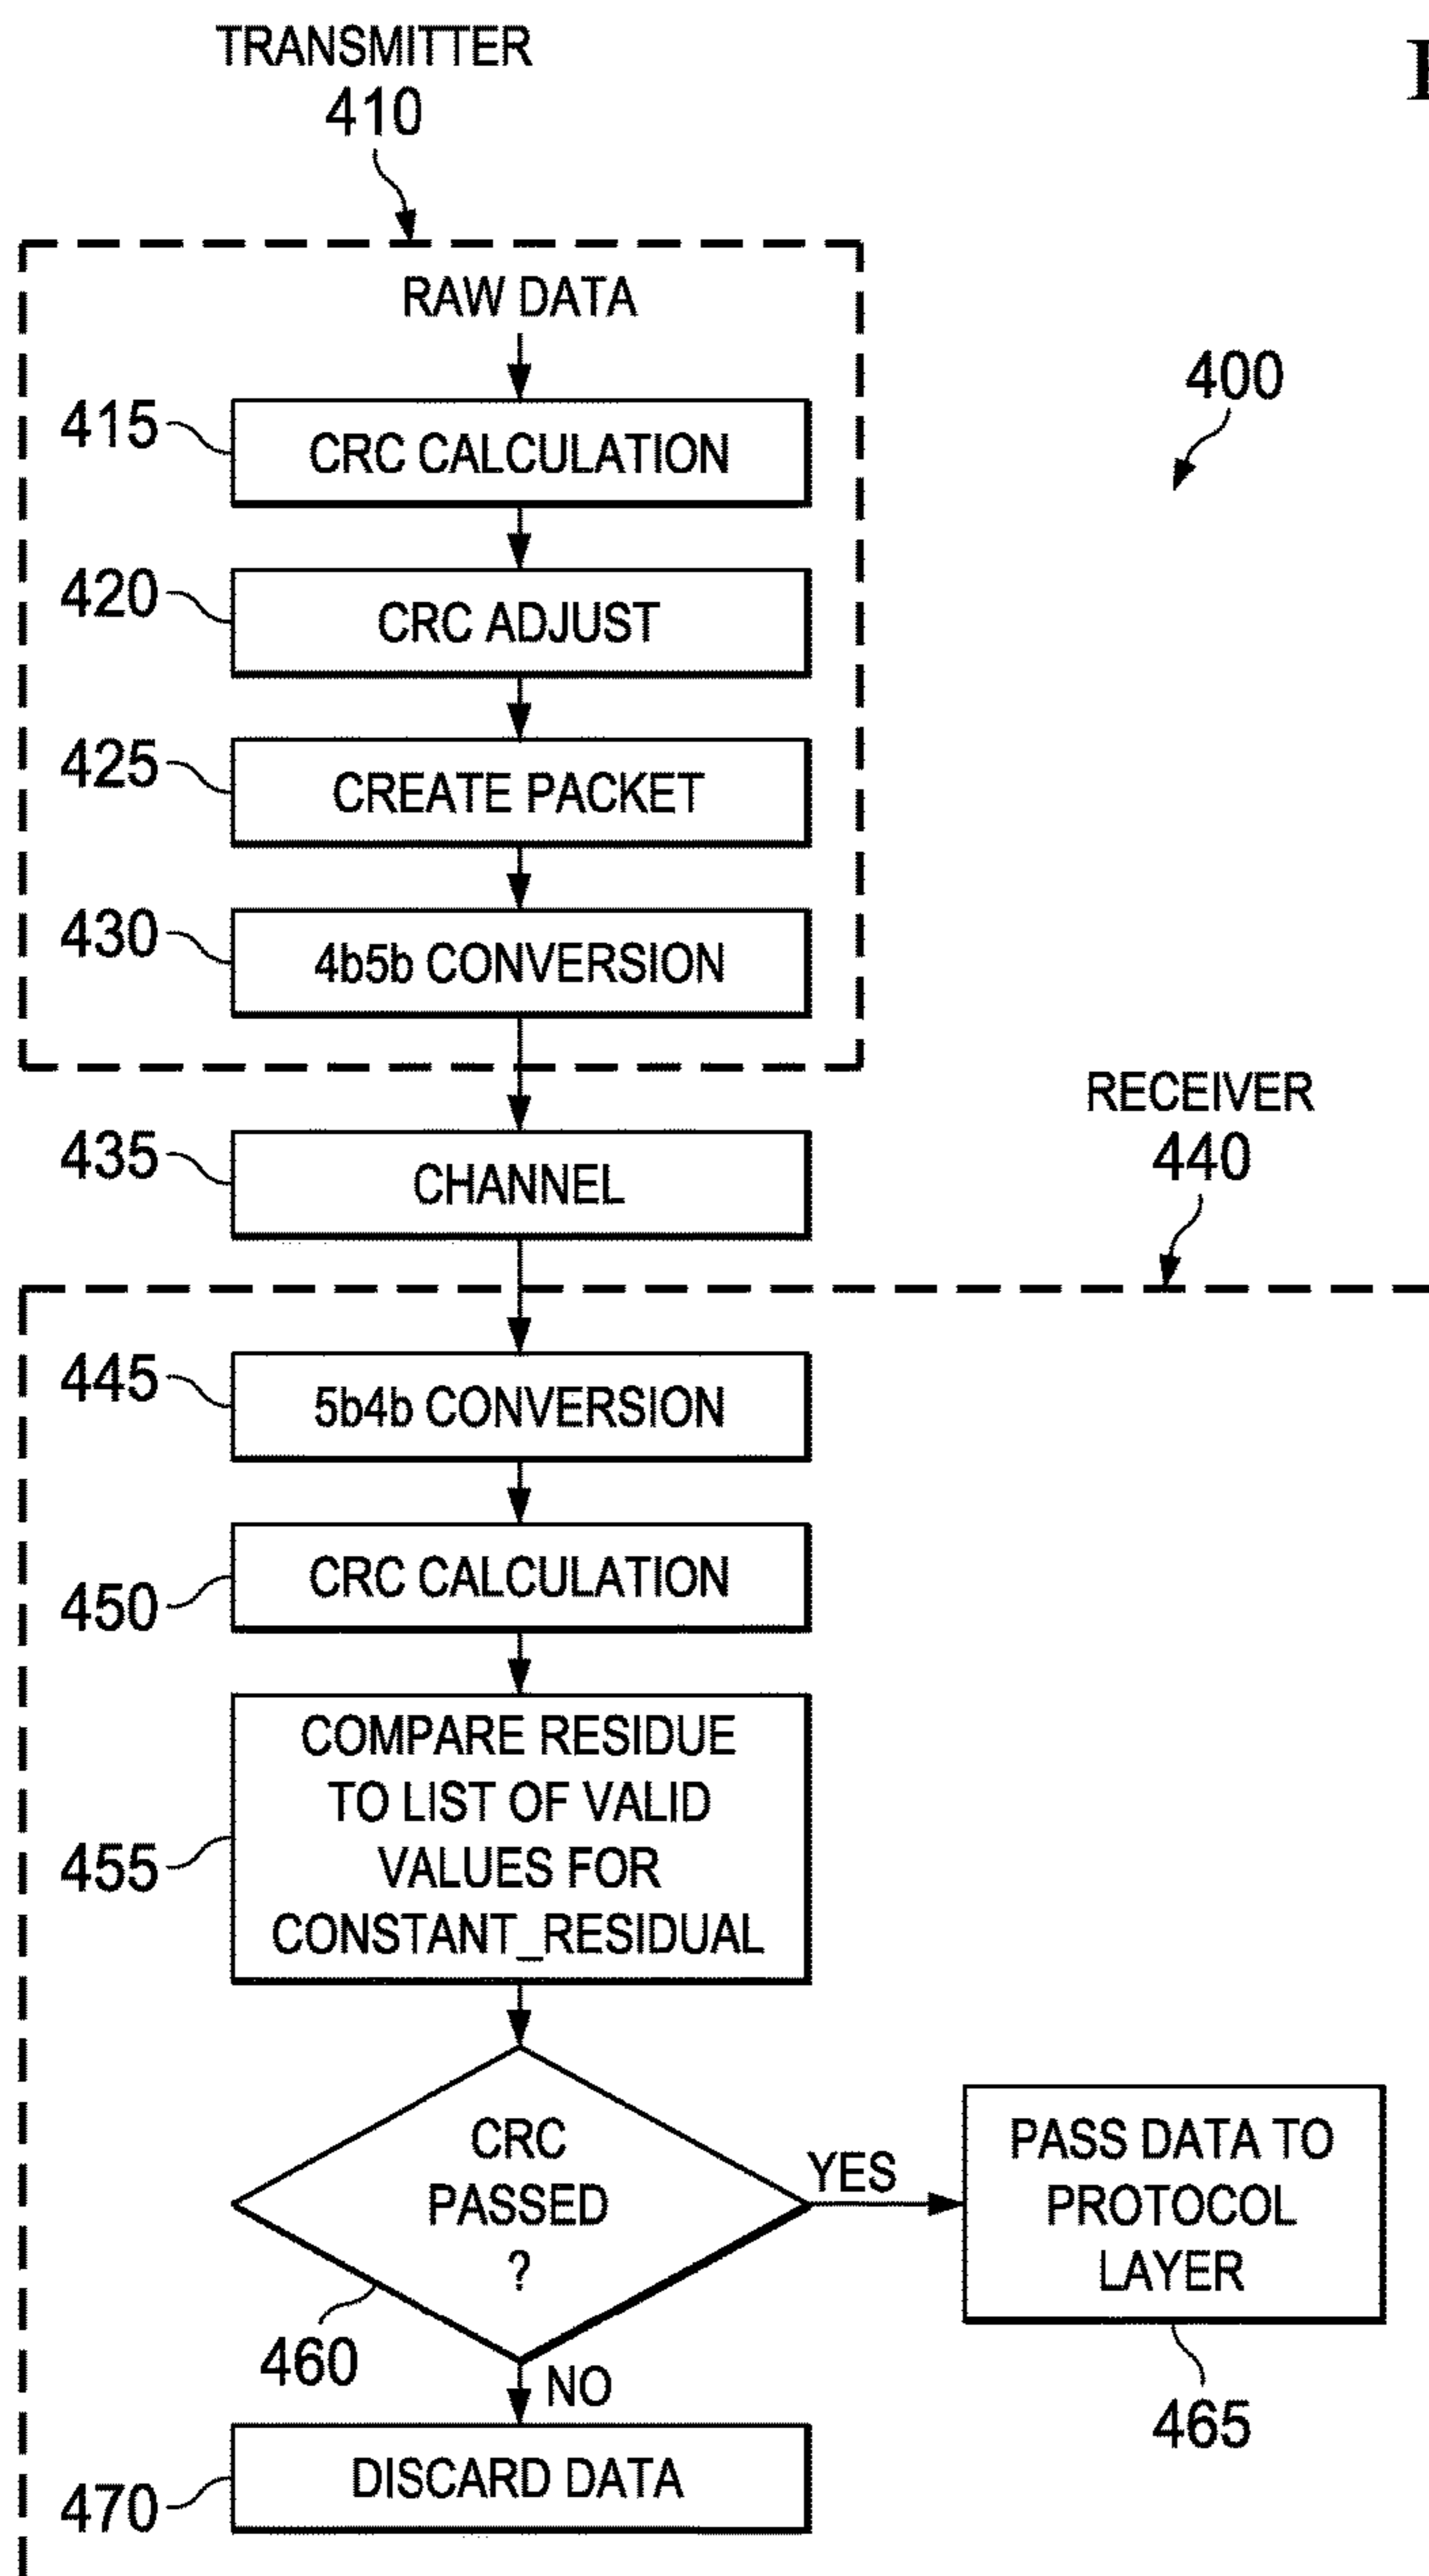 TRANSMITTER
410
RAW DATA
400
415
CRC CALCULATION
420
CRC ADJUST
425
CREATE PACKET
430
4b5b CONVERSION
RECEIVER
440
435
CHANNEL
445
5b4b CONVERSION
450
CRC CALCULATION
455
COMPARE RESIDUE
TO LIST OF VALID
VALUES FOR
CONSTANT_RESIDUAL
CRC
PASSED
?
YES
PASS DATA TO
PROTOCOL
LAYER
460
NO
465
470
DISCARD DATA